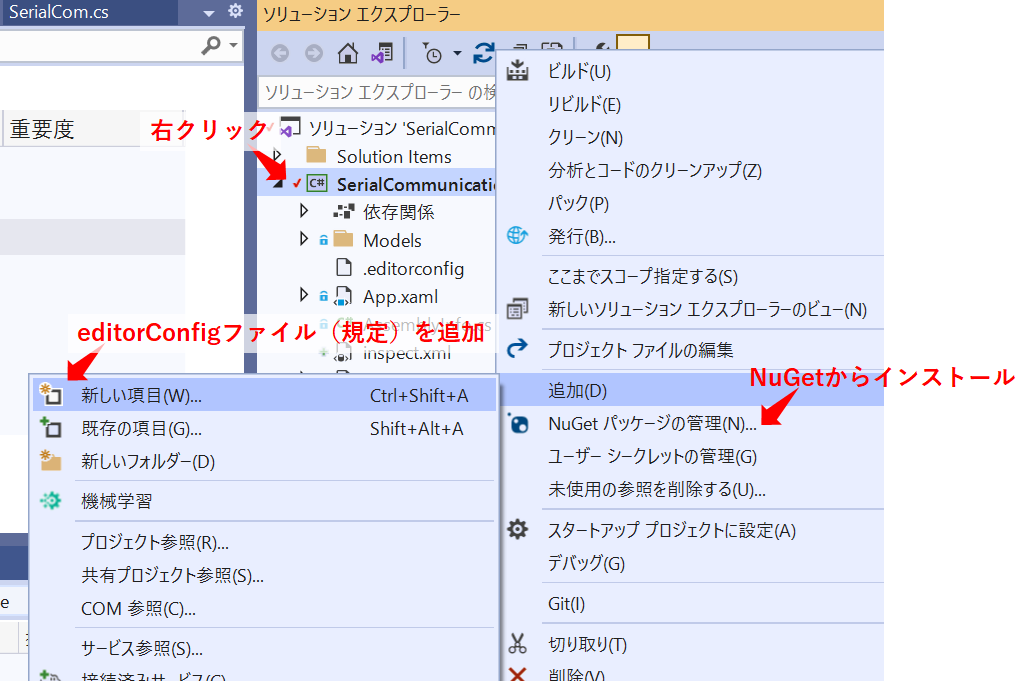 SerialCom.cs
ソリューション エクスプローラー
ソリューション エクスプローラー の検
重要度
右クリック
ソリューション 'SerialComm
Solution Items
SerialCommunicati
依存関係
Models
.editorconfig
App.xaml
AssemblyInfo.cs
inspect.xml
editorConfigファイル（規定）を追加
新しい項目(W)... Ctrl+Shift+A
既存の項目(G)... Shift+Alt+A
新しいフォルダー(D)
機械学習
プロジェクト参照(R)...
共有プロジェクト参照(S)...
COM 参照(C)...
サービス参照(S)...
接続済みサービス(C)
ビルド(U)
リビルド(E)
クリーン(N)
分析とコードのクリーンアップ(Z)
パック(P)
発行(B)...
ここまでスコープ指定する(S)
新しいソリューション エクスプローラーのビュー(N)
プロジェクト ファイルの編集
追加(D)
NuGetからインストール
NuGet パッケージの管理(N)...
ユーザー シークレットの管理(G)
未使用の参照を削除する(U)...
スタートアップ プロジェクトに設定(A)
デバッグ(G)
Git(I)
切り取り(T)
削除(V)